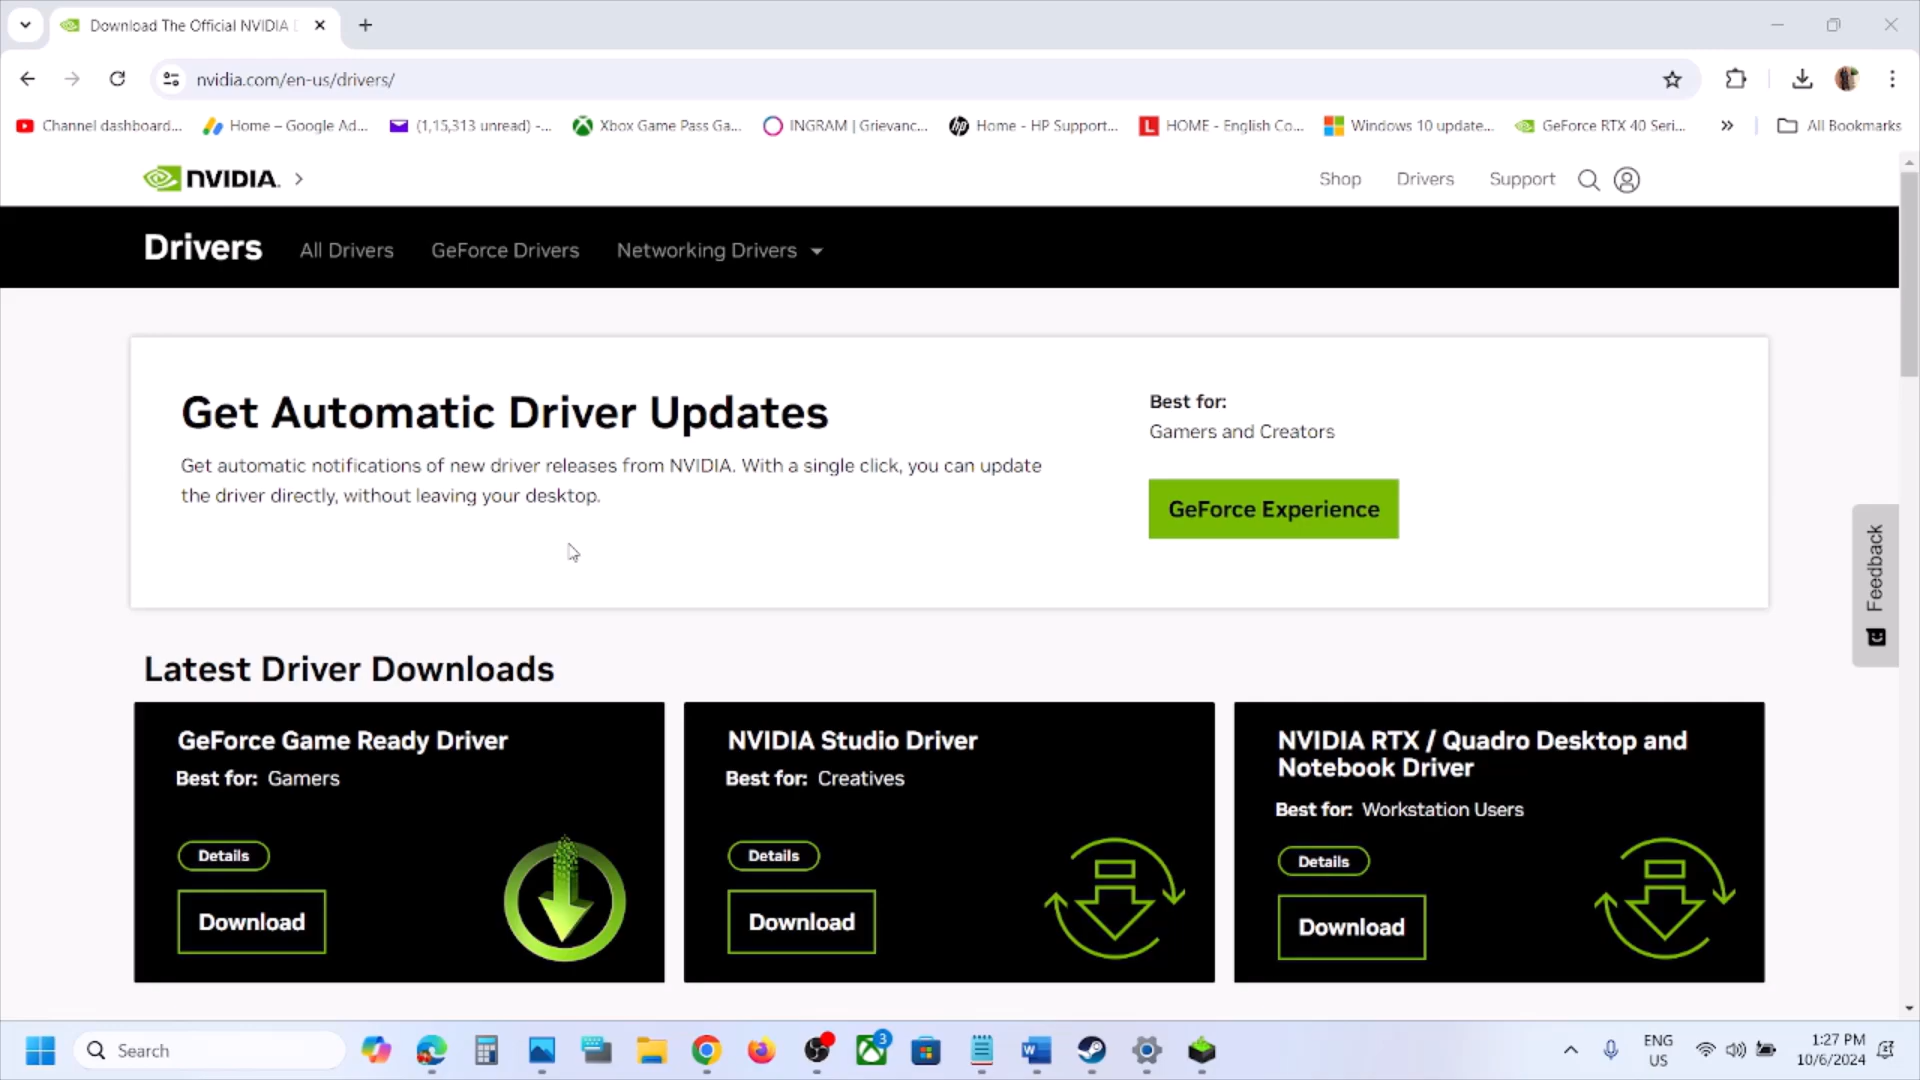 Download The Official NVIDIA D
nvidia.com/en-us/drivers/
Channel dashboard...
Home – Google Ad...
(1,15,313 unread) -...
Xbox Game Pass Ga...
INGRAM | Grievanc...
Home - HP Support...
HOME - English Co...
Windows 10 update...
GeForce RTX 40 Seri...
All Bookmarks
NVIDIA.
Shop
Drivers
Support
Drivers
All Drivers
GeForce Drivers
Networking Drivers
Get Automatic Driver Updates
Get automatic notifications of new driver releases from NVIDIA. With a single click, you can update
the driver directly, without leaving your desktop.
Best for:
Gamers and Creators
GeForce Experience
Feedback
Latest Driver Downloads
GeForce Game Ready Driver
Best for: Gamers
Details
Download
NVIDIA Studio Driver
Best for: Creatives
Details
Download
NVIDIA RTX / Quadro Desktop and
Notebook Driver
Best for: Workstation Users
Details
Download
Search
3
ENG
US
1:27 PM
10/6/2024